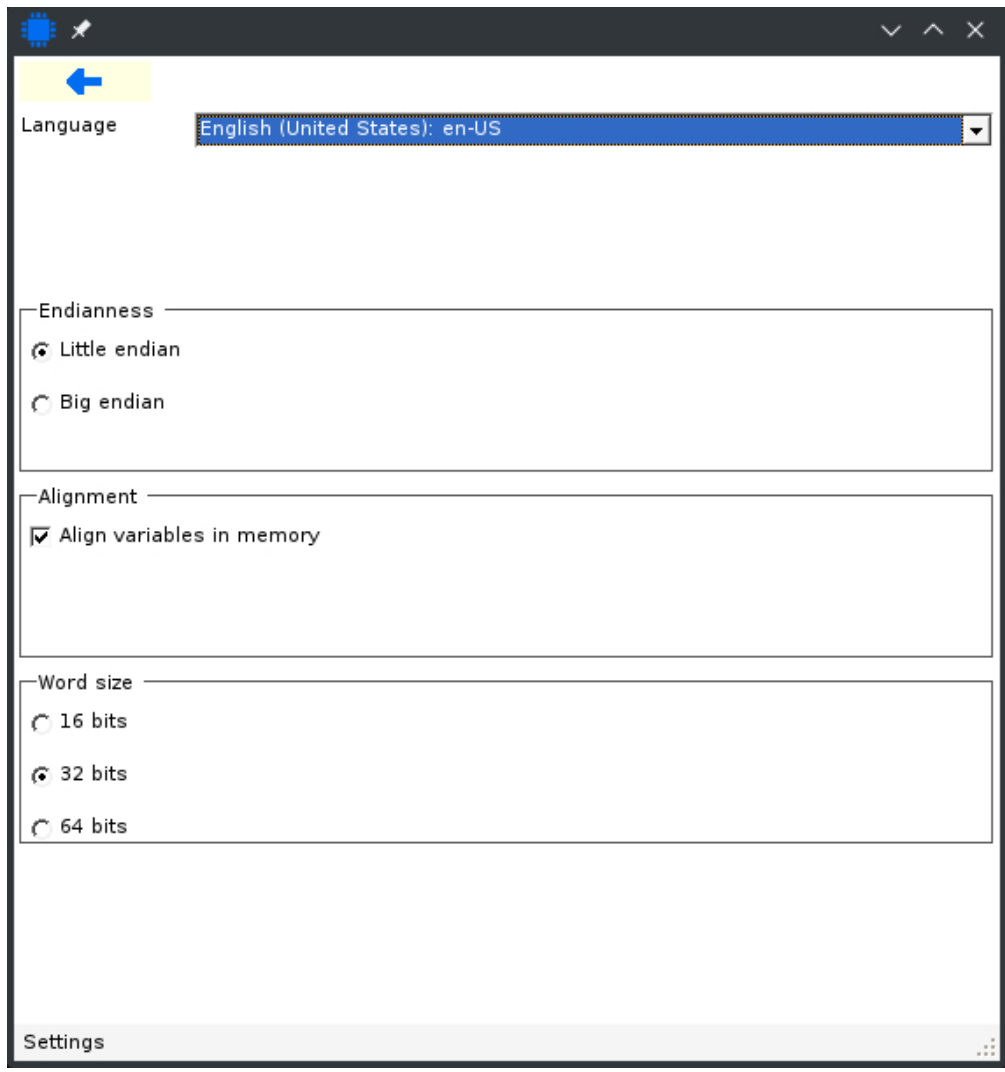 Language
English (United States): en-US
Endianness
Little endian
Big endian
Alignment
Align variables in memory
Word size
16 bits
32 bits
64 bits
Settings